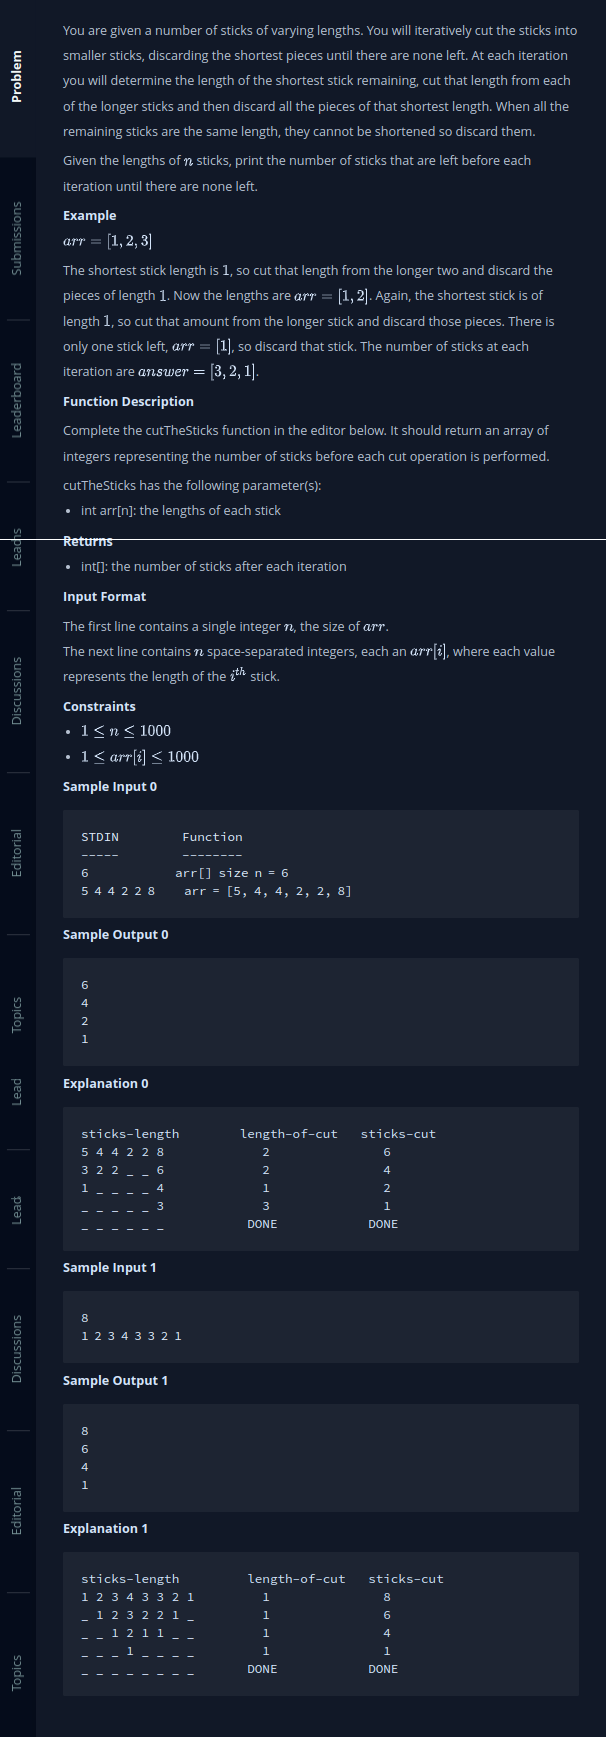 Problem
Submissions
Leaderboard
Discussions
Editorial
Topics
Lead
Lead
Discussions
Editorial
Topics
You are given a number of sticks of varying lengths. You will iteratively cut the sticks into
smaller sticks, discarding the shortest pieces until there are none left. At each iteration
you will determine the length of the shortest stick remaining, cut that length from each
of the longer sticks and then discard all the pieces of that shortest length. When all the
remaining sticks are the same length, they cannot be shortened so discard them.
Given the lengths of n sticks, print the number of sticks that are left before each
iteration until there are none left.
Example
arr = [1, 2, 3]
The shortest stick length is 1, so cut that length from the longer two and discard the
pieces of length 1. Now the lengths are arr = [1, 2]. Again, the shortest stick is of
length 1, so cut that amount from the longer stick and discard those pieces. There is
only one stick left, arr = [1], so discard that stick. The number of sticks at each
iteration are answer = [3, 2, 1].
Function Description
Complete the cutTheSticks function in the editor below. It should return an array of
integers representing the number of sticks before each cut operation is performed.
cutTheSticks has the following parameter(s):
• int arr[n]: the lengths of each stick
Returns
• int[]: the number of sticks after each iteration
Input Format
The first line contains a single integer n, the size of arr.
The next line contains n space-separated integers, each an arr[i], where each value
represents the length of the i^th stick.
Constraints
• 1 ≤ n ≤ 1000
• 1 ≤ arr[i] ≤ 1000
Sample Input 0
STDIN Function
----- --------
6 arr[] size n = 6
5 4 4 2 2 8 arr = [5, 4, 4, 2, 2, 8]
Sample Output 0
6
4
2
1
Explanation 0
sticks-length length-of-cut sticks-cut
5 4 4 2 2 8 2 6
3 2 2 _ _ 6 2 4
1 _ _ _ _ 4 1 2
_ _ _ _ _ 3 3 1
_ _ _ _ _ _ DONE DONE
Sample Input 1
8
1 2 3 4 3 3 2 1
Sample Output 1
8
6
4
1
Explanation 1
sticks-length length-of-cut sticks-cut
1 2 3 4 3 3 2 1 1 8
_ 1 2 3 2 2 1 _ 1 6
_ _ 1 2 1 1 _ _ 1 4
_ _ _ 1 _ _ _ _ 1 1
_ _ _ _ _ _ _ _ DONE DONE